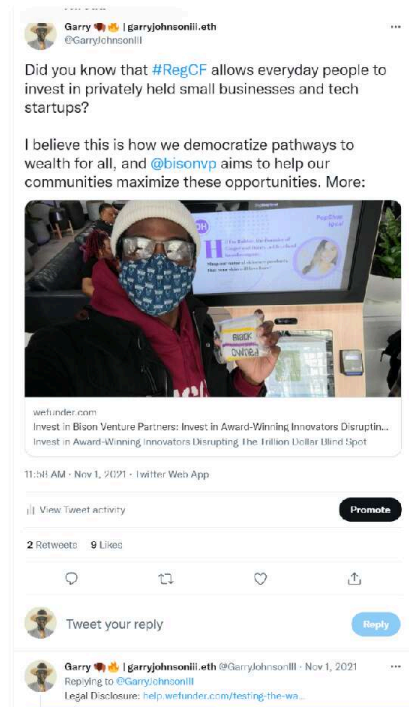 Garry | garryjohnsoniii.eth
@GarryJohnsonIII
Did you know that #RegCF allows everyday people to
invest in privately held small businesses and tech
startups?
I believe this is how we democratize pathways to
wealth for all, and @bisonvp aims to help our
communities maximize these opportunities. More:
BLACK
OWNED
wefunder.com
Invest in Bison Venture Partners: Invest in Award-Winning Innovators Disruptin...
Invest in Award-Winning Innovators Disrupting The Trillion Dollar Blind Spot
11:58 AM · Nov 1, 2021 · Twitter Web App
View Tweet activity
Promote
2 Retweets 9 Likes
Tweet your reply
Reply
Garry | garryjohnsoniii.eth @GarryJohnsonIII · Nov 1, 2021
Replying to @GarryJohnsonIII
Legal Disclosure: help.wefunder.com/testing-the-wa...